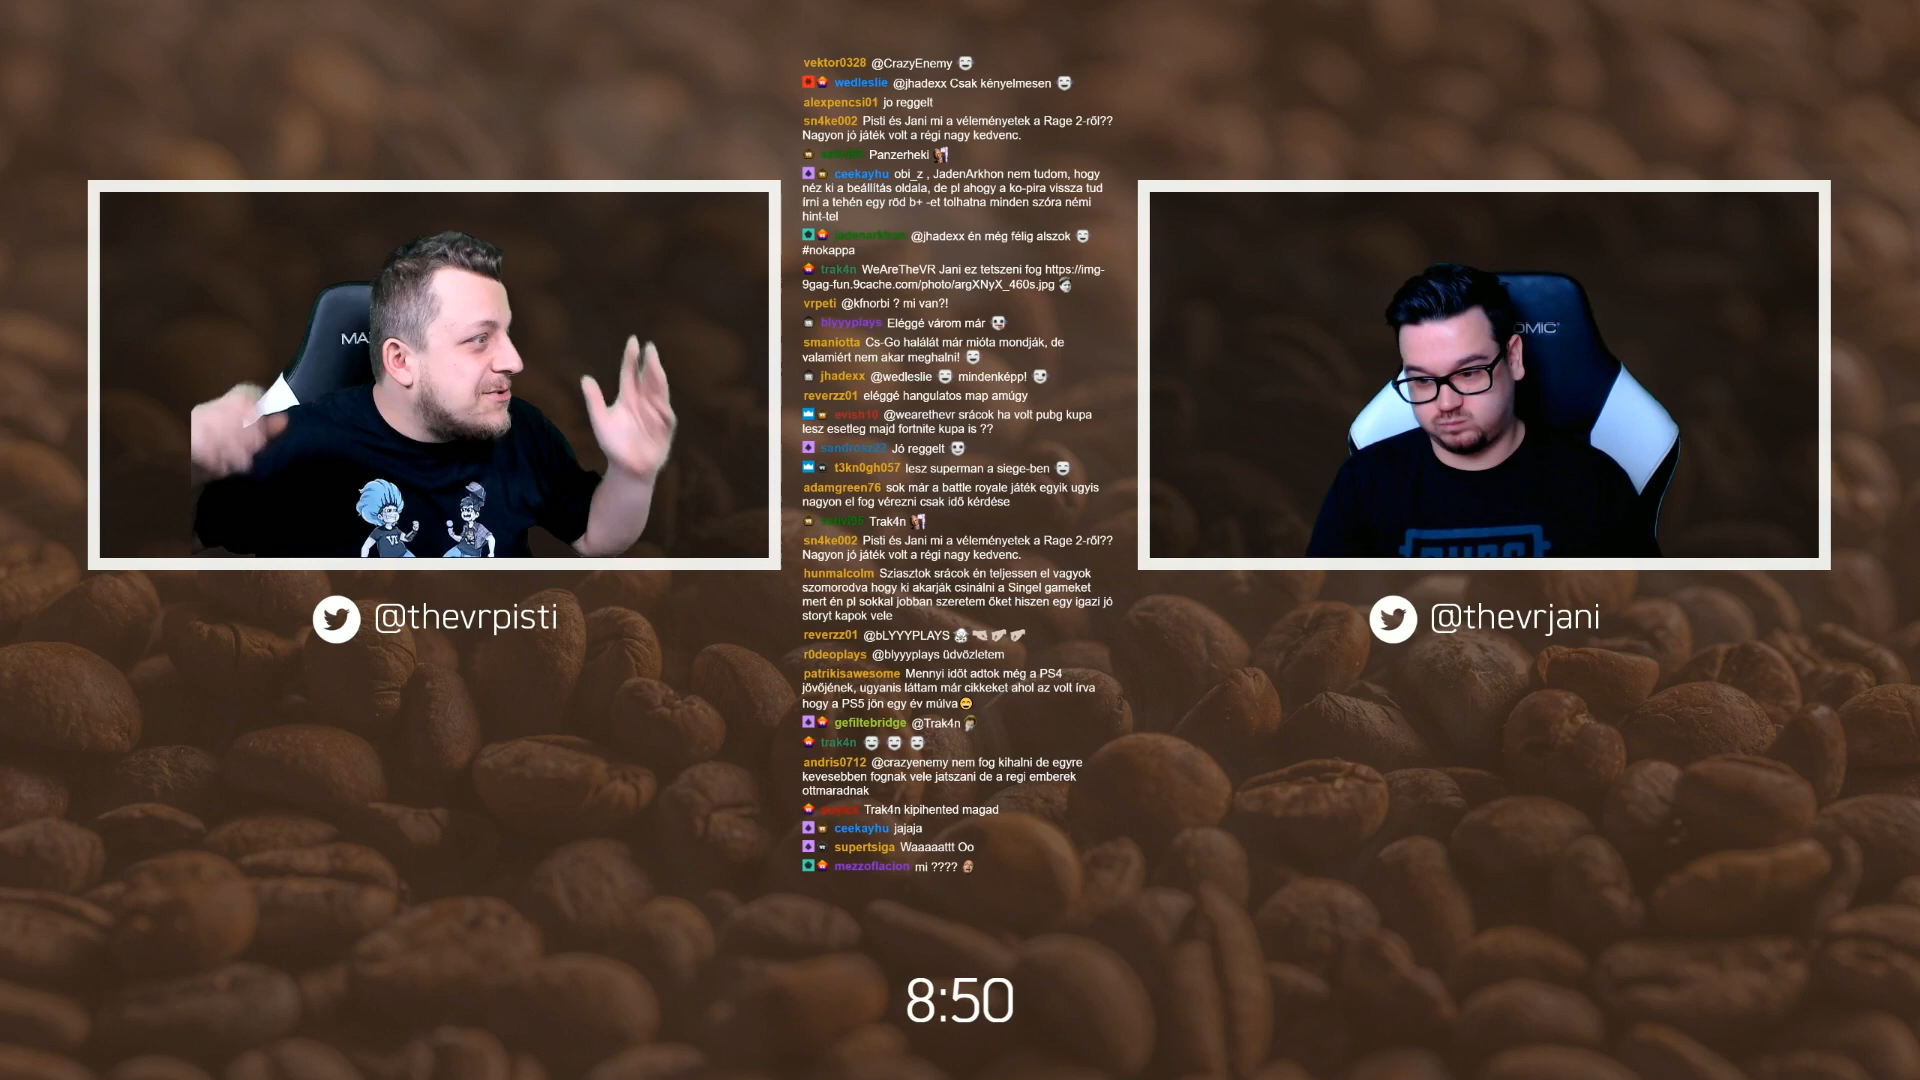 vektor0328 @CrazyEnemy
wedleslie @jhadexx Csak kényelmesen
alexpencsi01 jo reggelt
sn4ke002 Pisti és Jani mi a véleményetek a Rage 2-ről??
Nagyon jó játék volt a régi nagy kedvenc.
Panzerheki
ceekayhu obi_z , JadenArkhon nem tudom, hogy
néz ki a beállítás oldala, de pl ahogy a ko-pira vissza tud
írni a tehén egy röd b+ -et tolhatna minden szóra némi
hint-tel
jadenarkhon @jhadexx én még félig alszok
#nokappa
trak4n WeAreTheVR Jani ez tetszeni fog https://img-
9gag-fun.9cache.com/photo/argXNyX_460s.jpg
vrpeti @kfnorbi ? mi van?!
blyyyplays Eléggé várom már
smaniotta Cs-Go halálát már mióta mondják, de
valamiért nem akar meghalni!
jhadexx @wedleslie mindenképp!
reverzz01 eléggé hangulatos map amúgy
evish10 @wearethevr srácok ha volt pubg kupa
lesz esetleg majd fortnite kupa is ??
Jó reggelt
t3kn0gh057 lesz superman a siege-ben
adamgreen76 sok már a battle royale játék egyik ugyis
nagyon el fog vérezni csak idő kérdése
Trak4n
sn4ke002 Pisti és Jani mi a véleményetek a Rage 2-ről??
Nagyon jó játék volt a régi nagy kedvenc.
hunmalcolm Sziasztok srácok én teljessen el vagyok
szomorodva hogy ki akarják csinálni a Singel gameket
mert én pl sokkal jobban szeretem őket hiszen egy igazi jó
storyt kapok vele
reverzz01 @bLYYYPLAYS
r0deoplays @blyyyplays üdvözletem
patrikisawesome Mennyi időt adtok még a PS4
jövőjének, ugyanis láttam már cikkeket ahol az volt írva
hogy a PS5 jön egy év múlva
gefiltebridge @Trak4n
trak4n
andris0712 @crazyenemy nem fog kihalni de egyre
kevesebben fognak vele jatszani de a regi emberek
ottmaradnak
Trak4n kipihented magad
ceekayhu jajaja
supertsiga Waaaaattt Oo
mezzoflacion mi ????
MA
OMIC
@thevrpisti
@thevrjani
8:50